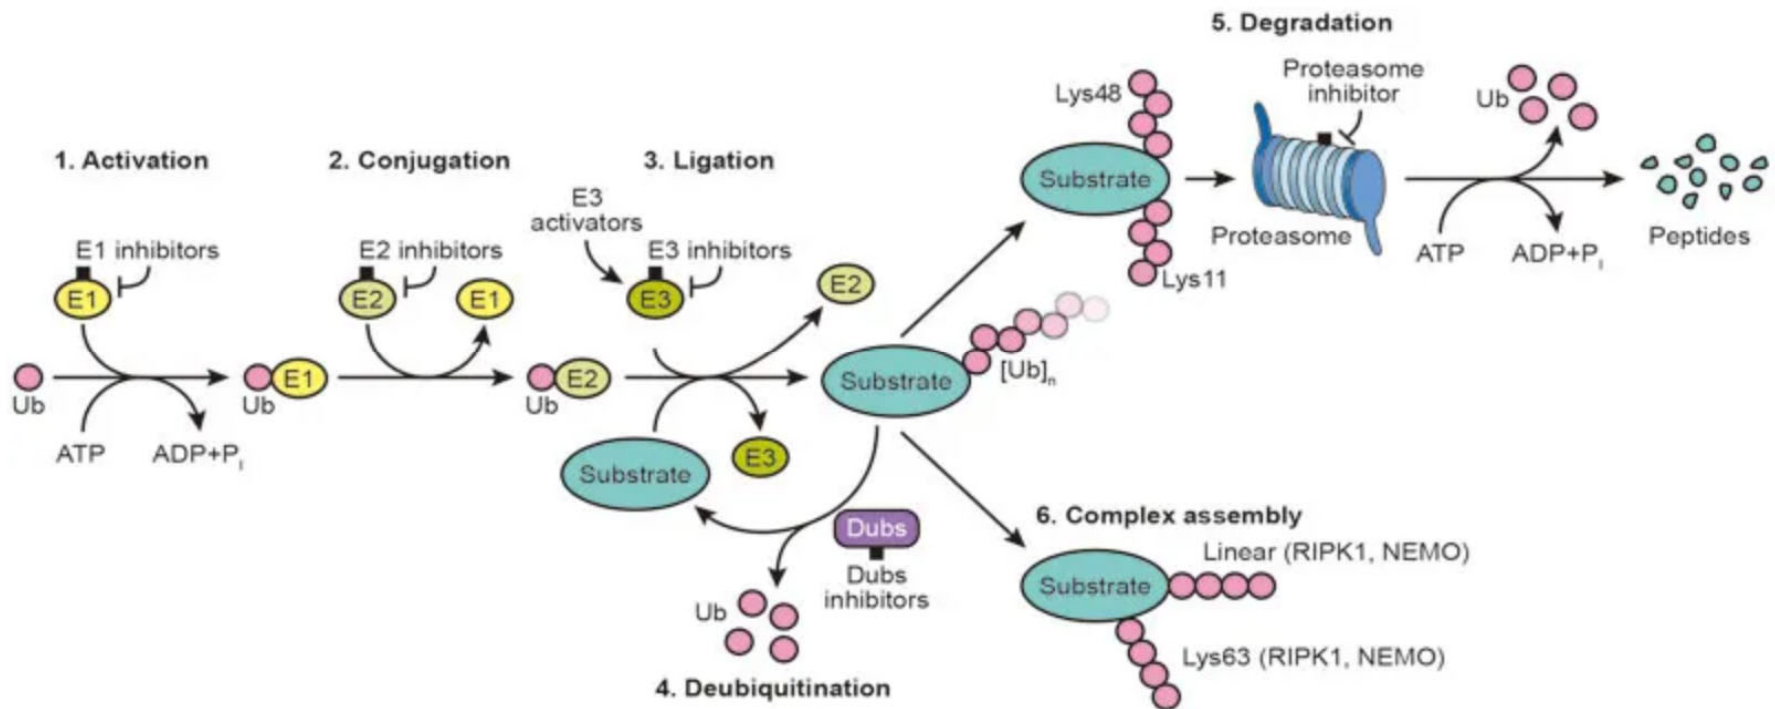 1. Activation
E1 inhibitors
E1
Ub
Ub
E1
ATP
ADP+Pi
2. Conjugation
E2 inhibitors
E2
E1
Ub
E2
3. Ligation
E3
activators
E3 inhibitors
E3
E2
Substrate
E3
Substrate
[Ub]n
Dubs
Dubs
inhibitors
Ub
4. Deubiquitination
5. Degradation
Lys48
Substrate
Lys11
Proteasome
inhibitor
Proteasome
Ub
ATP
ADP+Pi
Peptides
6. Complex assembly
Substrate
Linear (RIPK1, NEMO)
Lys63 (RIPK1, NEMO)